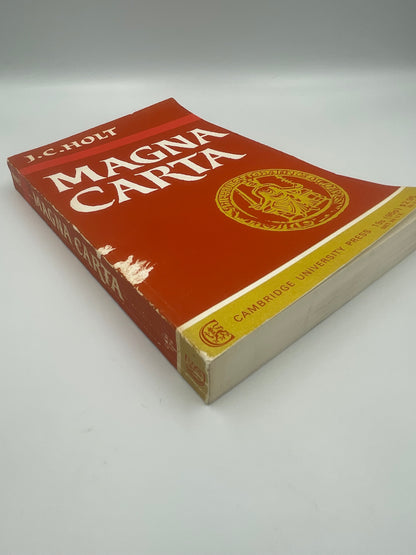 J.C.HOLT
MAGNA
CARTA
CAMBRIDGE UNIVERSITY PRESS
MAGNA CARTA